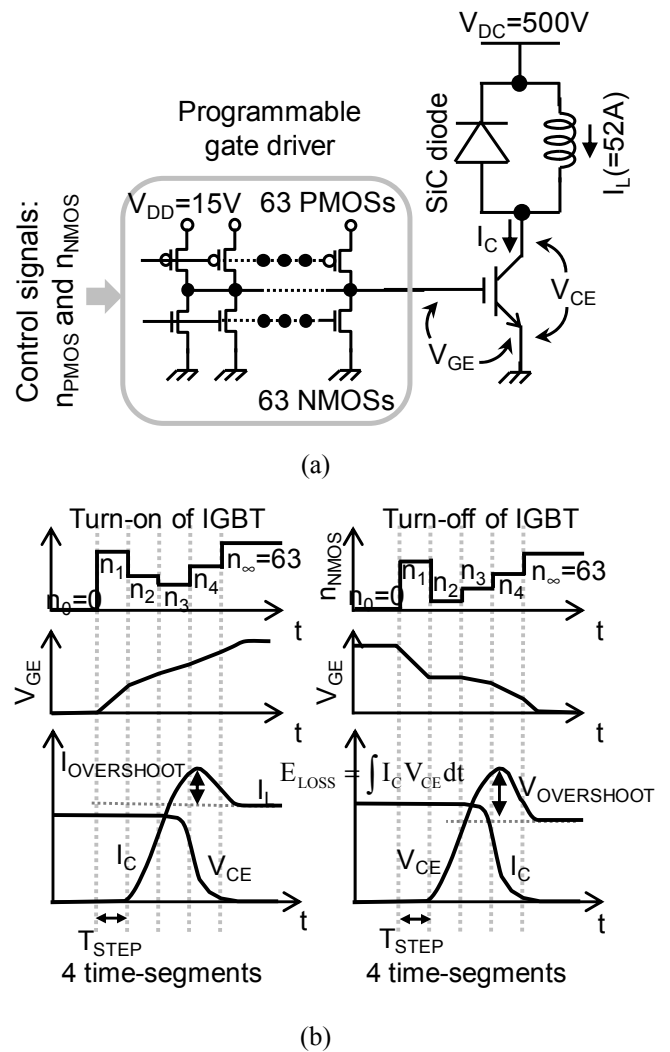 V_DC=500V
Programmable
gate driver
SiC diode
I_L(=52A)
Control signals:
n_PMOS and n_NMOS
V_DD=15V
63 PMOSs
I_C
V_CE
V_GE
63 NMOSs
(a)
Turn-on of IGBT
n_0=0
n_1
n_2
n_3
n_4
n_∞=63
t
V_GE
t
I_OVERSHOOT
I_L
I_C
V_CE
t
T_STEP
4 time-segments
Turn-off of IGBT
n_NMOS
n_0=0
n_1
n_2
n_3
n_4
n_∞=63
t
V_GE
t
E_LOSS = ∫ I_C V_CE dt
V_OVERSHOOT
V_CE
I_C
t
T_STEP
4 time-segments
(b)